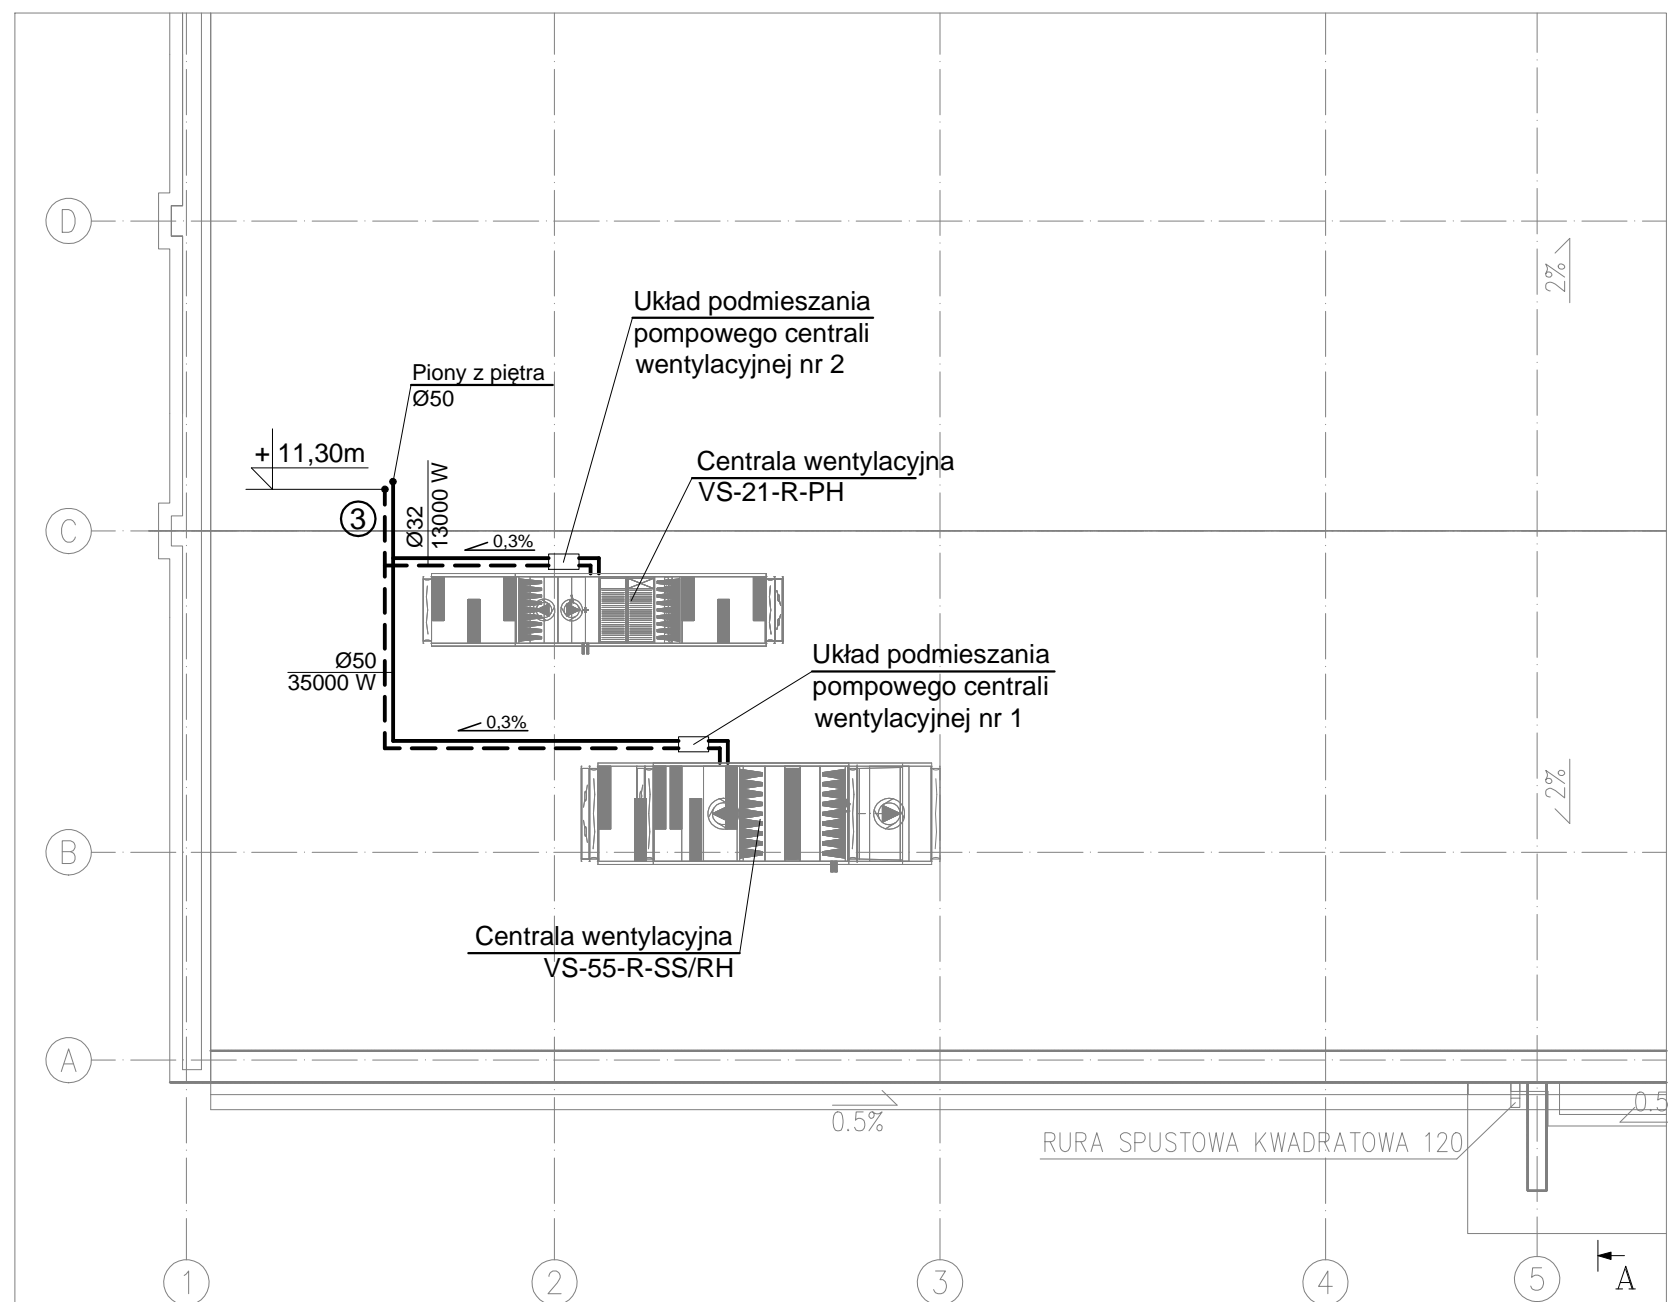 D
2%
Układ podmieszania
pompowego centrali
wentylacyjnej nr 2
Piony z piętra
Ø50
+ 11,30m
Centrala wentylacyjna
VS-21-R-PH
C
3
Ø32
13000 W
0,3%
Ø50
35000 W
Układ podmieszania
pompowego centrali
wentylacyjnej nr 1
0,3%
2%
B
Centrala wentylacyjna
VS-55-R-SS/RH
A
0.5%
0.5
RURA SPUSTOWA KWADRATOWA 120
1
2
3
4
5
A